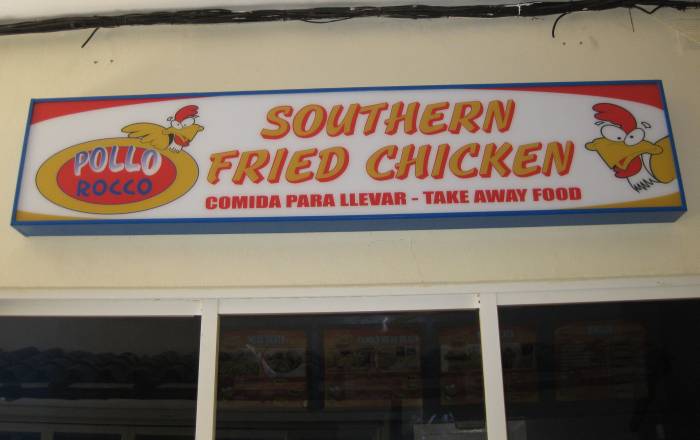 POLLO
ROCCO
SOUTHERN
FRIED CHICKEN
COMIDA PARA LLEVAR - TAKE AWAY FOOD